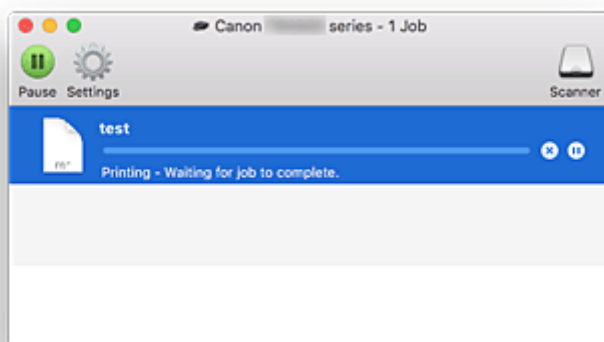 Canon series - 1 Job
Pause Settings Scanner
test
Printing - Waiting for job to complete.